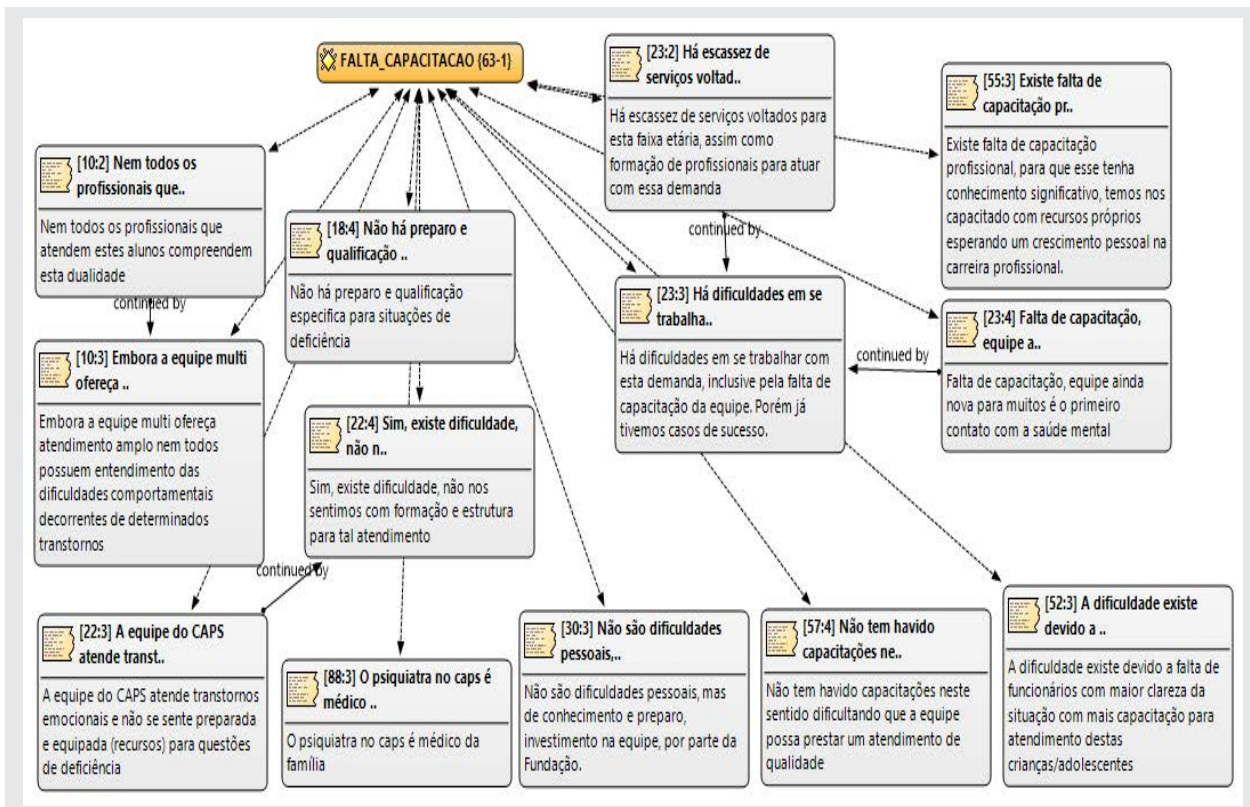 FALTA_CAPACITACAO {63-1}
[23:2] Há escassez de
serviços voltad..
Há escassez de serviços voltados para
esta faixa etária, assim como
formação de profissionais para atuar
com essa demanda
[55:3] Existe falta de
capacitação pr..
Existe falta de capacitação
profissional, para que esse tenha
conhecimento significativo, temos nos
capacitado com recursos próprios
esperando um crescimento pessoal na
carreira profissional.
[10:2] Nem todos os
profissionais que..
Nem todos os profissionais que
atendem estes alunos compreendem
esta dualidade
continued by
[18:4] Não há preparo e
qualificação ..
Não há preparo e qualificação
especifica para situações de
deficiência
continued by
[23:3] Há dificuldades em se
trabalha..
Há dificuldades em se trabalhar com
esta demanda, inclusive pela falta de
capacitação da equipe. Porém já
tivemos casos de sucesso.
continued by
[23:4] Falta de capacitação,
equipe a..
Falta de capacitação, equipe ainda
nova para muitos é o primeiro
contato com a saúde mental
[10:3] Embora a equipe multi
ofereça ..
Embora a equipe multi ofereça
atendimento amplo nem todos
possuem entendimento das
dificuldades comportamentais
decorrentes de determinados
transtornos
[22:4] Sim, existe dificuldade,
não n..
Sim, existe dificuldade, não nos
sentimos com formação e estrutura
para tal atendimento
continued by
[22:3] A equipe do CAPS
atende transt..
A equipe do CAPS atende transtornos
emocionais e não se sente preparada
e equipada (recursos) para questões
de deficiência
[88:3] O psiquiatra no caps é
médico ..
O psiquiatra no caps é médico da
família
[30:3] Não são dificuldades
pessoais,..
Não são dificuldades pessoais, mas
de conhecimento e preparo,
investimento na equipe, por parte da
Fundação.
[57:4] Não tem havido
capacitações ne..
Não tem havido capacitações neste
sentido dificultando que a equipe
possa prestar um atendimento de
qualidade
[52:3] A dificuldade existe
devido a ..
A dificuldade existe devido a falta de
funcionários com maior clareza da
situação com mais capacitação para
atendimento destas
crianças/adolescentes